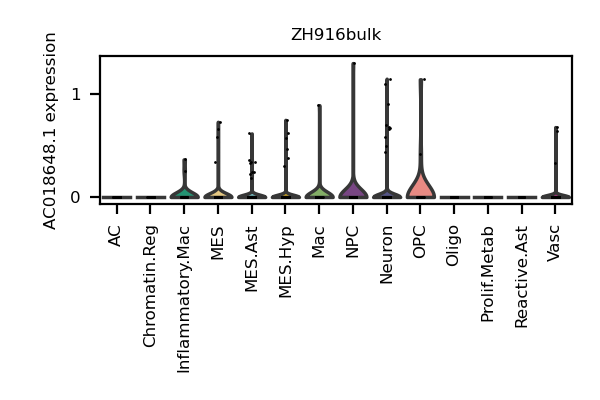 ZH916bulk
AC018648.1 expression
1
0
AC
Chromatin.Reg
Inflammatory.Mac
MES
MES.Ast
MES.Hyp
Mac
NPC
Neuron
OPC
Oligo
Prolif.Metab
Reactive.Ast
Vasc